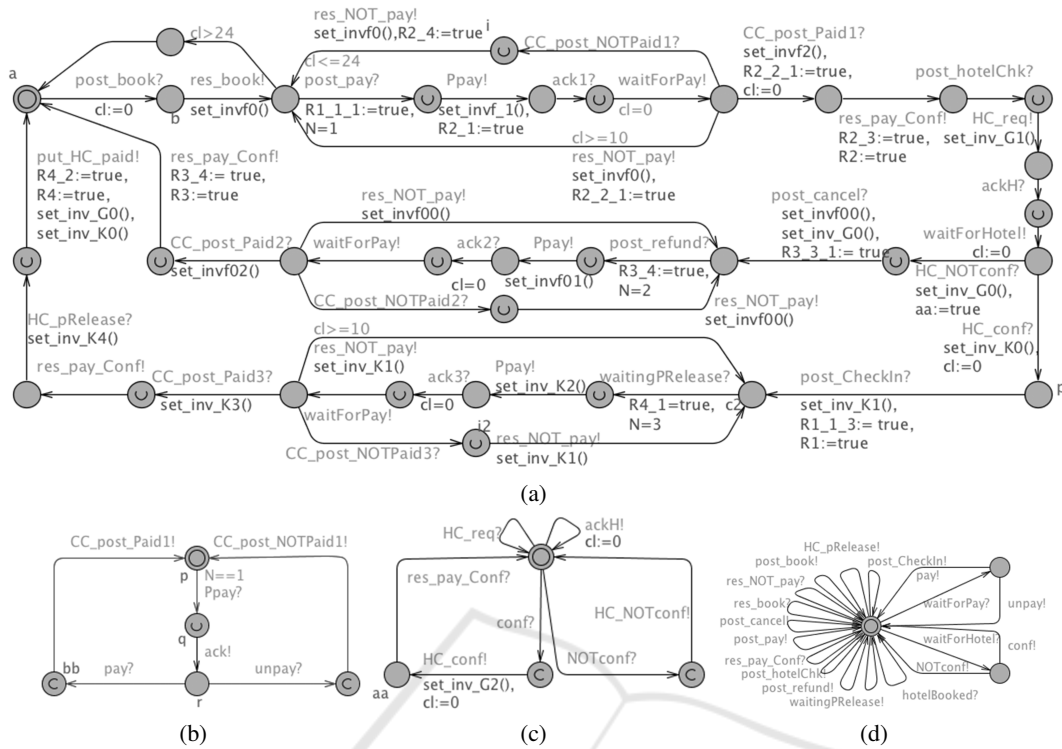 res_NOT_pay!
set_invf0(),R2_4:=true
i
cl>24
CC_post_NOTPaid1?
CC_post_Paid1?
set_invf2(),
R2_2_1:=true,
cl:=0
a
post_book?
res_book!
cl<=24
post_pay?
Ppay!
ack1?
waitForPay!
post_hotelChk?
cl:=0
b
set_invf0()
R1_1_1:=true,
N=1
set_invf_1(),
R2_1:=true
cl=0
res_pay_Conf!
R2_3:=true,
R2:=true
HC_req!
set_inv_G1()
cl>=10
res_NOT_pay!
set_invf0(),
R2_2_1:=true
put_HC_paid!
R4_2:=true,
R4:=true,
set_inv_G0(),
set_inv_K0()
res_pay_Conf!
R3_4:= true,
R3:=true
ackH?
res_NOT_pay!
set_invf00()
post_cancel?
set_invf00(),
set_inv_G0(),
R3_3_1:= true
waitForHotel!
cl:=0
CC_post_Paid2?
set_invf02()
waitForPay!
ack2?
cl=0
Ppay!
set_invf01()
post_refund?
R3_4:=true,
N=2
HC_NOTconf?
set_inv_G0(),
aa:=true
CC_post_NOTPaid2?
res_NOT_pay!
set_invf00()
HC_pRelease?
set_inv_K4()
cl>=10
res_NOT_pay!
set_inv_K1()
HC_conf?
set_inv_K0(),
cl:=0
res_pay_Conf!
CC_post_Paid3?
set_inv_K3()
waitForPay!
ack3?
cl=0
Ppay!
set_inv_K2()
waitingPRelease?
R4_1=true,
N=3
c2
post_CheckIn?
set_inv_K1(),
R1_1_3:= true,
R1:=true
p
CC_post_NOTPaid3?
i2
res_NOT_pay!
set_inv_K1()
(a)
CC_post_Paid1!
CC_post_NOTPaid1!
p
N==1
Ppay?
q
ack!
bb
pay?
unpay?
r
(b)
HC_req?
ackH!
cl:=0
res_pay_Conf?
conf?
HC_NOTconf!
HC_conf!
set_inv_G2(),
cl:=0
NOTconf?
aa
(c)
HC_pRelease!
post_book!
post_CheckIn!
res_NOT_pay?
pay!
res_book?
waitForPay?
unpay!
post_cancel!
post_pay!
waitForHotel?
conf!
res_pay_Conf?
post_hotelChk!
NOTconf!
post_refund!
hotelBooked?
waitingPRelease!
(d)